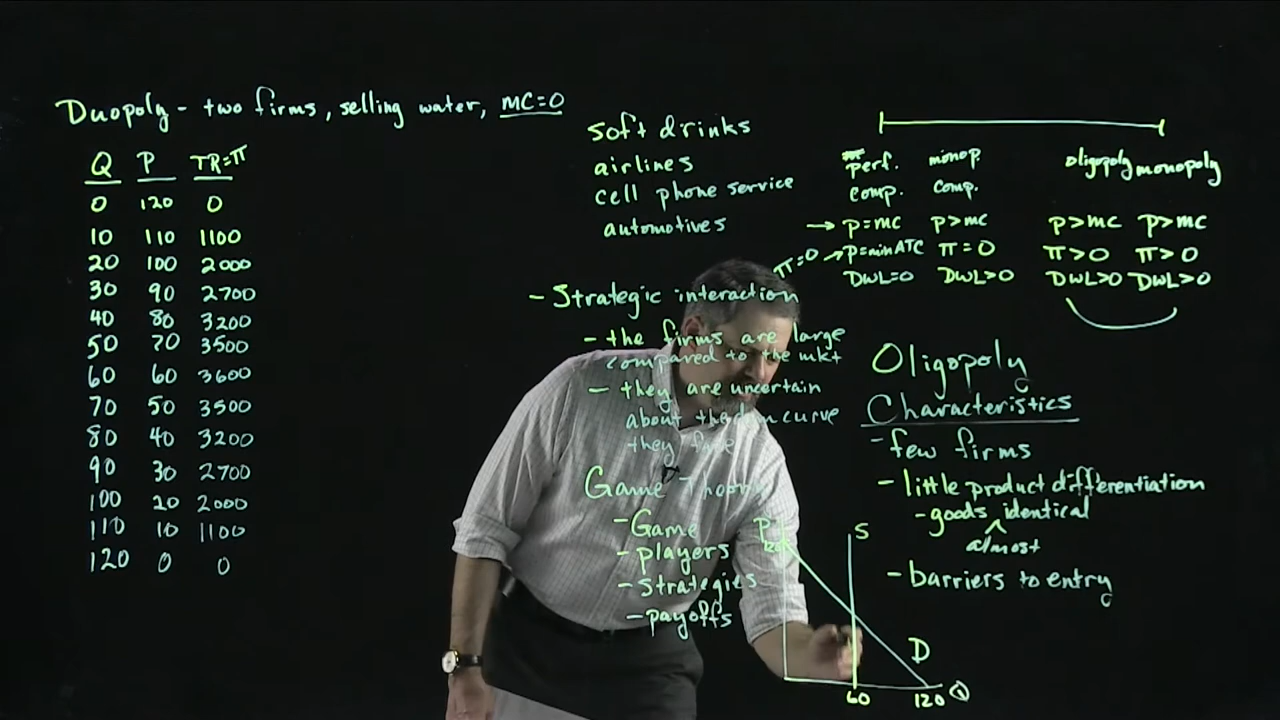 Duopoly - two firms, selling water, MC=0
Q P TR=π
0 120 0
10 110 1100
20 100 2000
30 90 2700
40 80 3200
50 70 3500
60 60 3600
70 50 3500
80 40 3200
90 30 2700
100 20 2000
110 10 1100
120 0 0
soft drinks
airlines
cell phone service
automotives
- Strategic interaction
- the firms are large
compared to the mkt
- they are uncertain
about the dem curve
they face
Game Theory
- Game
- players
- strategies
- payoffs
perf. monop. oligopoly monopoly
comp. comp.
→ P=MC P>MC P>MC P>MC
π=0 → P=minATC π=0 π>0 π>0
DWL=0 DWL>0 DWL>0 DWL>0
Oligopoly
Characteristics
- few firms
- little product differentiation
- goods ^ identical
almost
- barriers to entry
P S
120
D
60 120 Q